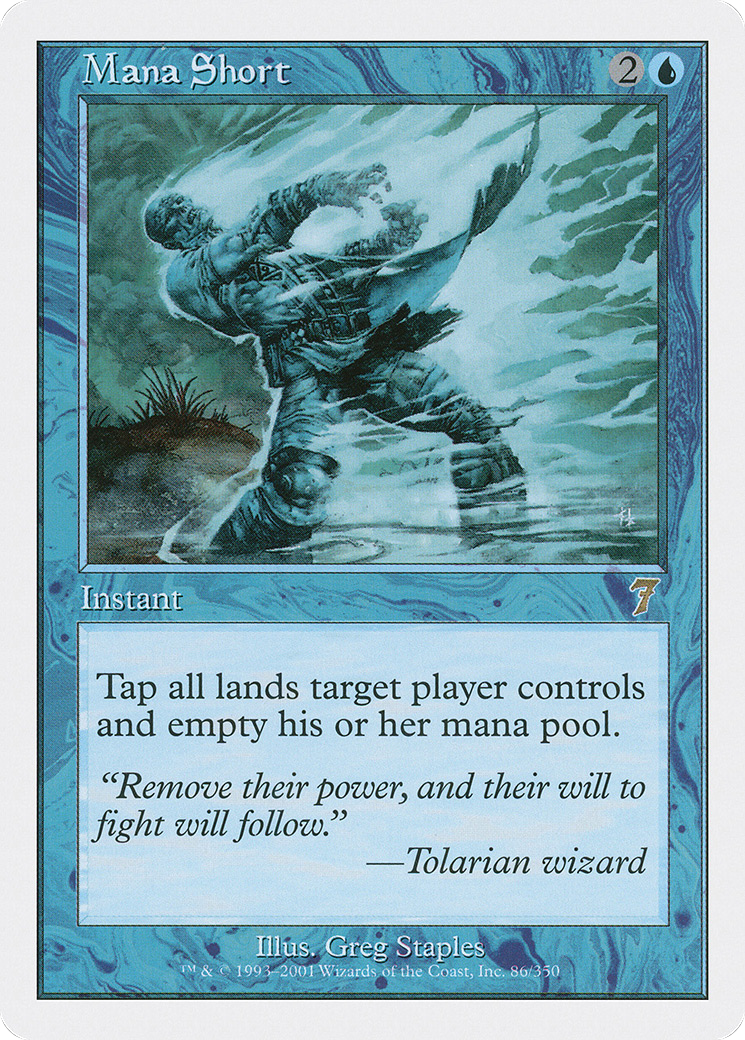 Mana Short
2
Instant
7
Tap all lands target player controls
and empty his or her mana pool.
“Remove their power, and their will to
fight will follow.”
—Tolarian wizard
Illus. Greg Staples
™ & © 1993–2001 Wizards of the Coast, Inc. 86/350